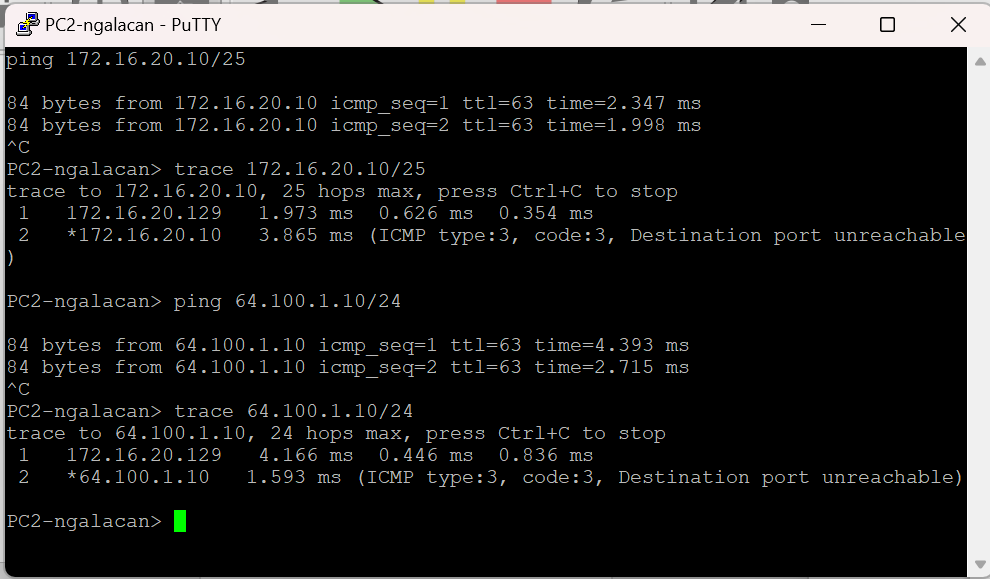 PC2-ngalacan - PuTTY
ping 172.16.20.10/25
84 bytes from 172.16.20.10 icmp_seq=1 ttl=63 time=2.347 ms
84 bytes from 172.16.20.10 icmp_seq=2 ttl=63 time=1.998 ms
^C
PC2-ngalacan> trace 172.16.20.10/25
trace to 172.16.20.10, 25 hops max, press Ctrl+C to stop
 1   172.16.20.129   1.973 ms  0.626 ms  0.354 ms
 2   *172.16.20.10   3.865 ms (ICMP type:3, code:3, Destination port unreachable
)
PC2-ngalacan> ping 64.100.1.10/24
84 bytes from 64.100.1.10 icmp_seq=1 ttl=63 time=4.393 ms
84 bytes from 64.100.1.10 icmp_seq=2 ttl=63 time=2.715 ms
^C
PC2-ngalacan> trace 64.100.1.10/24
trace to 64.100.1.10, 24 hops max, press Ctrl+C to stop
 1   172.16.20.129   4.166 ms  0.446 ms  0.836 ms
 2   *64.100.1.10   1.593 ms (ICMP type:3, code:3, Destination port unreachable)
PC2-ngalacan>